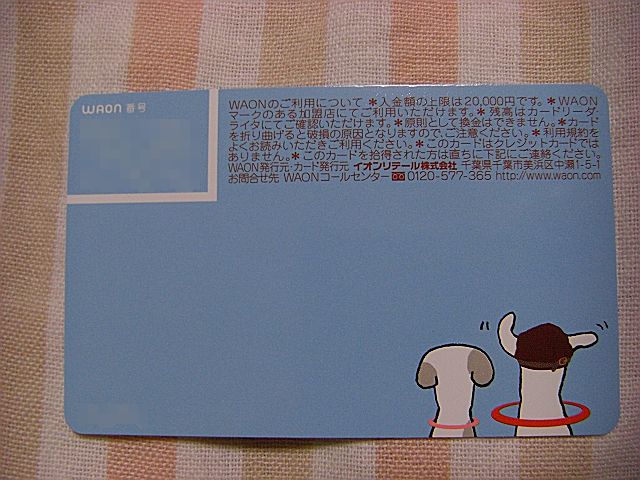 WAON 番号
WAONのご利用について ＊入金額の上限は20,000円です。＊WAON
マークのある加盟店にてご利用いただけます。＊残高はカードリーダ
ライタにてご確認いただけます。＊原則として換金はできません。＊カード
を折り曲げると破損の原因となりますので、ご注意ください。＊利用規約を
よくお読みいただきご利用ください。＊このカードはクレジットカードでは
ありません。＊このカードを拾得された方は直ちに下記にご連絡ください。
WAON発行元・カード発行元 イオンリテール株式会社 千葉県千葉市美浜区中瀬1-5-1
お問合せ先 WAONコールセンター 0120-577-365 http://www.waon.com